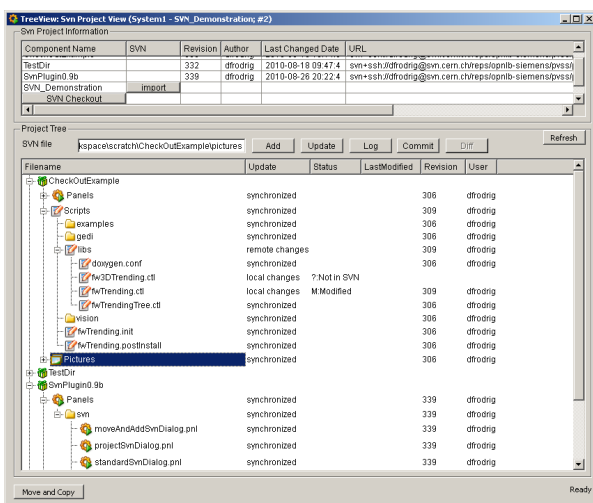 TreeView: Svn Project View (System1 - SVN_Demonstration; #2)
Svn Project Information
Component Name SVN Revision Author Last Changed Date URL
TestDir 332 dfrodrig 2010-08-18 09:47:4 svn+ssh://dfrodrig@svn.cern.ch/reps/opnlb-siemens/pvss/
SvnPlugin0.9b 339 dfrodrig 2010-08-26 20:22:4 svn+ssh://dfrodrig@svn.cern.ch/reps/opnlb-siemens/pvss/
SVN_Demonstration import
SVN Checkout
Project Tree
Refresh
SVN file kspace\scratch\CheckOutExample\pictures Add Update Log Commit Diff
Filename Update Status LastModified Revision User
CheckOutExample
Panels synchronized 306 dfrodrig
Scripts synchronized 309 dfrodrig
examples synchronized 306 dfrodrig
gedi synchronized 306 dfrodrig
libs remote changes 309 dfrodrig
doxygen.conf synchronized 306 dfrodrig
fw3DTrending.ctl local changes ?:Not in SVN
fwTrending.ctl local changes M:Modified 309 dfrodrig
fwTrendingTree.ctl synchronized 306 dfrodrig
vision synchronized 306 dfrodrig
fwTrending.init synchronized 306 dfrodrig
fwTrending.postInstall synchronized 306 dfrodrig
Pictures synchronized 306 dfrodrig
TestDir
SvnPlugin0.9b
Panels synchronized 339 dfrodrig
svn synchronized 339 dfrodrig
moveAndAddSvnDialog.pnl synchronized 339 dfrodrig
projectSvnDialog.pnl synchronized 339 dfrodrig
standardSvnDialog.pnl synchronized 339 dfrodrig
Move and Copy Ready